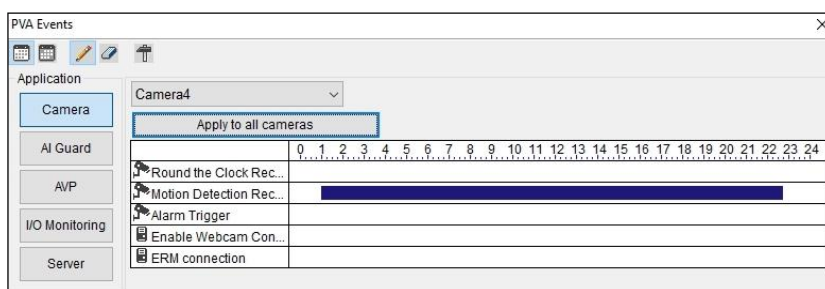 PVA Events
Application
Camera
AI Guard
AVP
I/O Monitoring
Server
Camera4
Apply to all cameras
0 1 2 3 4 5 6 7 8 9 10 11 12 13 14 15 16 17 18 19 20 21 22 23 24
Round the Clock Rec...
Motion Detection Rec...
Alarm Trigger
Enable Webcam Con...
ERM connection